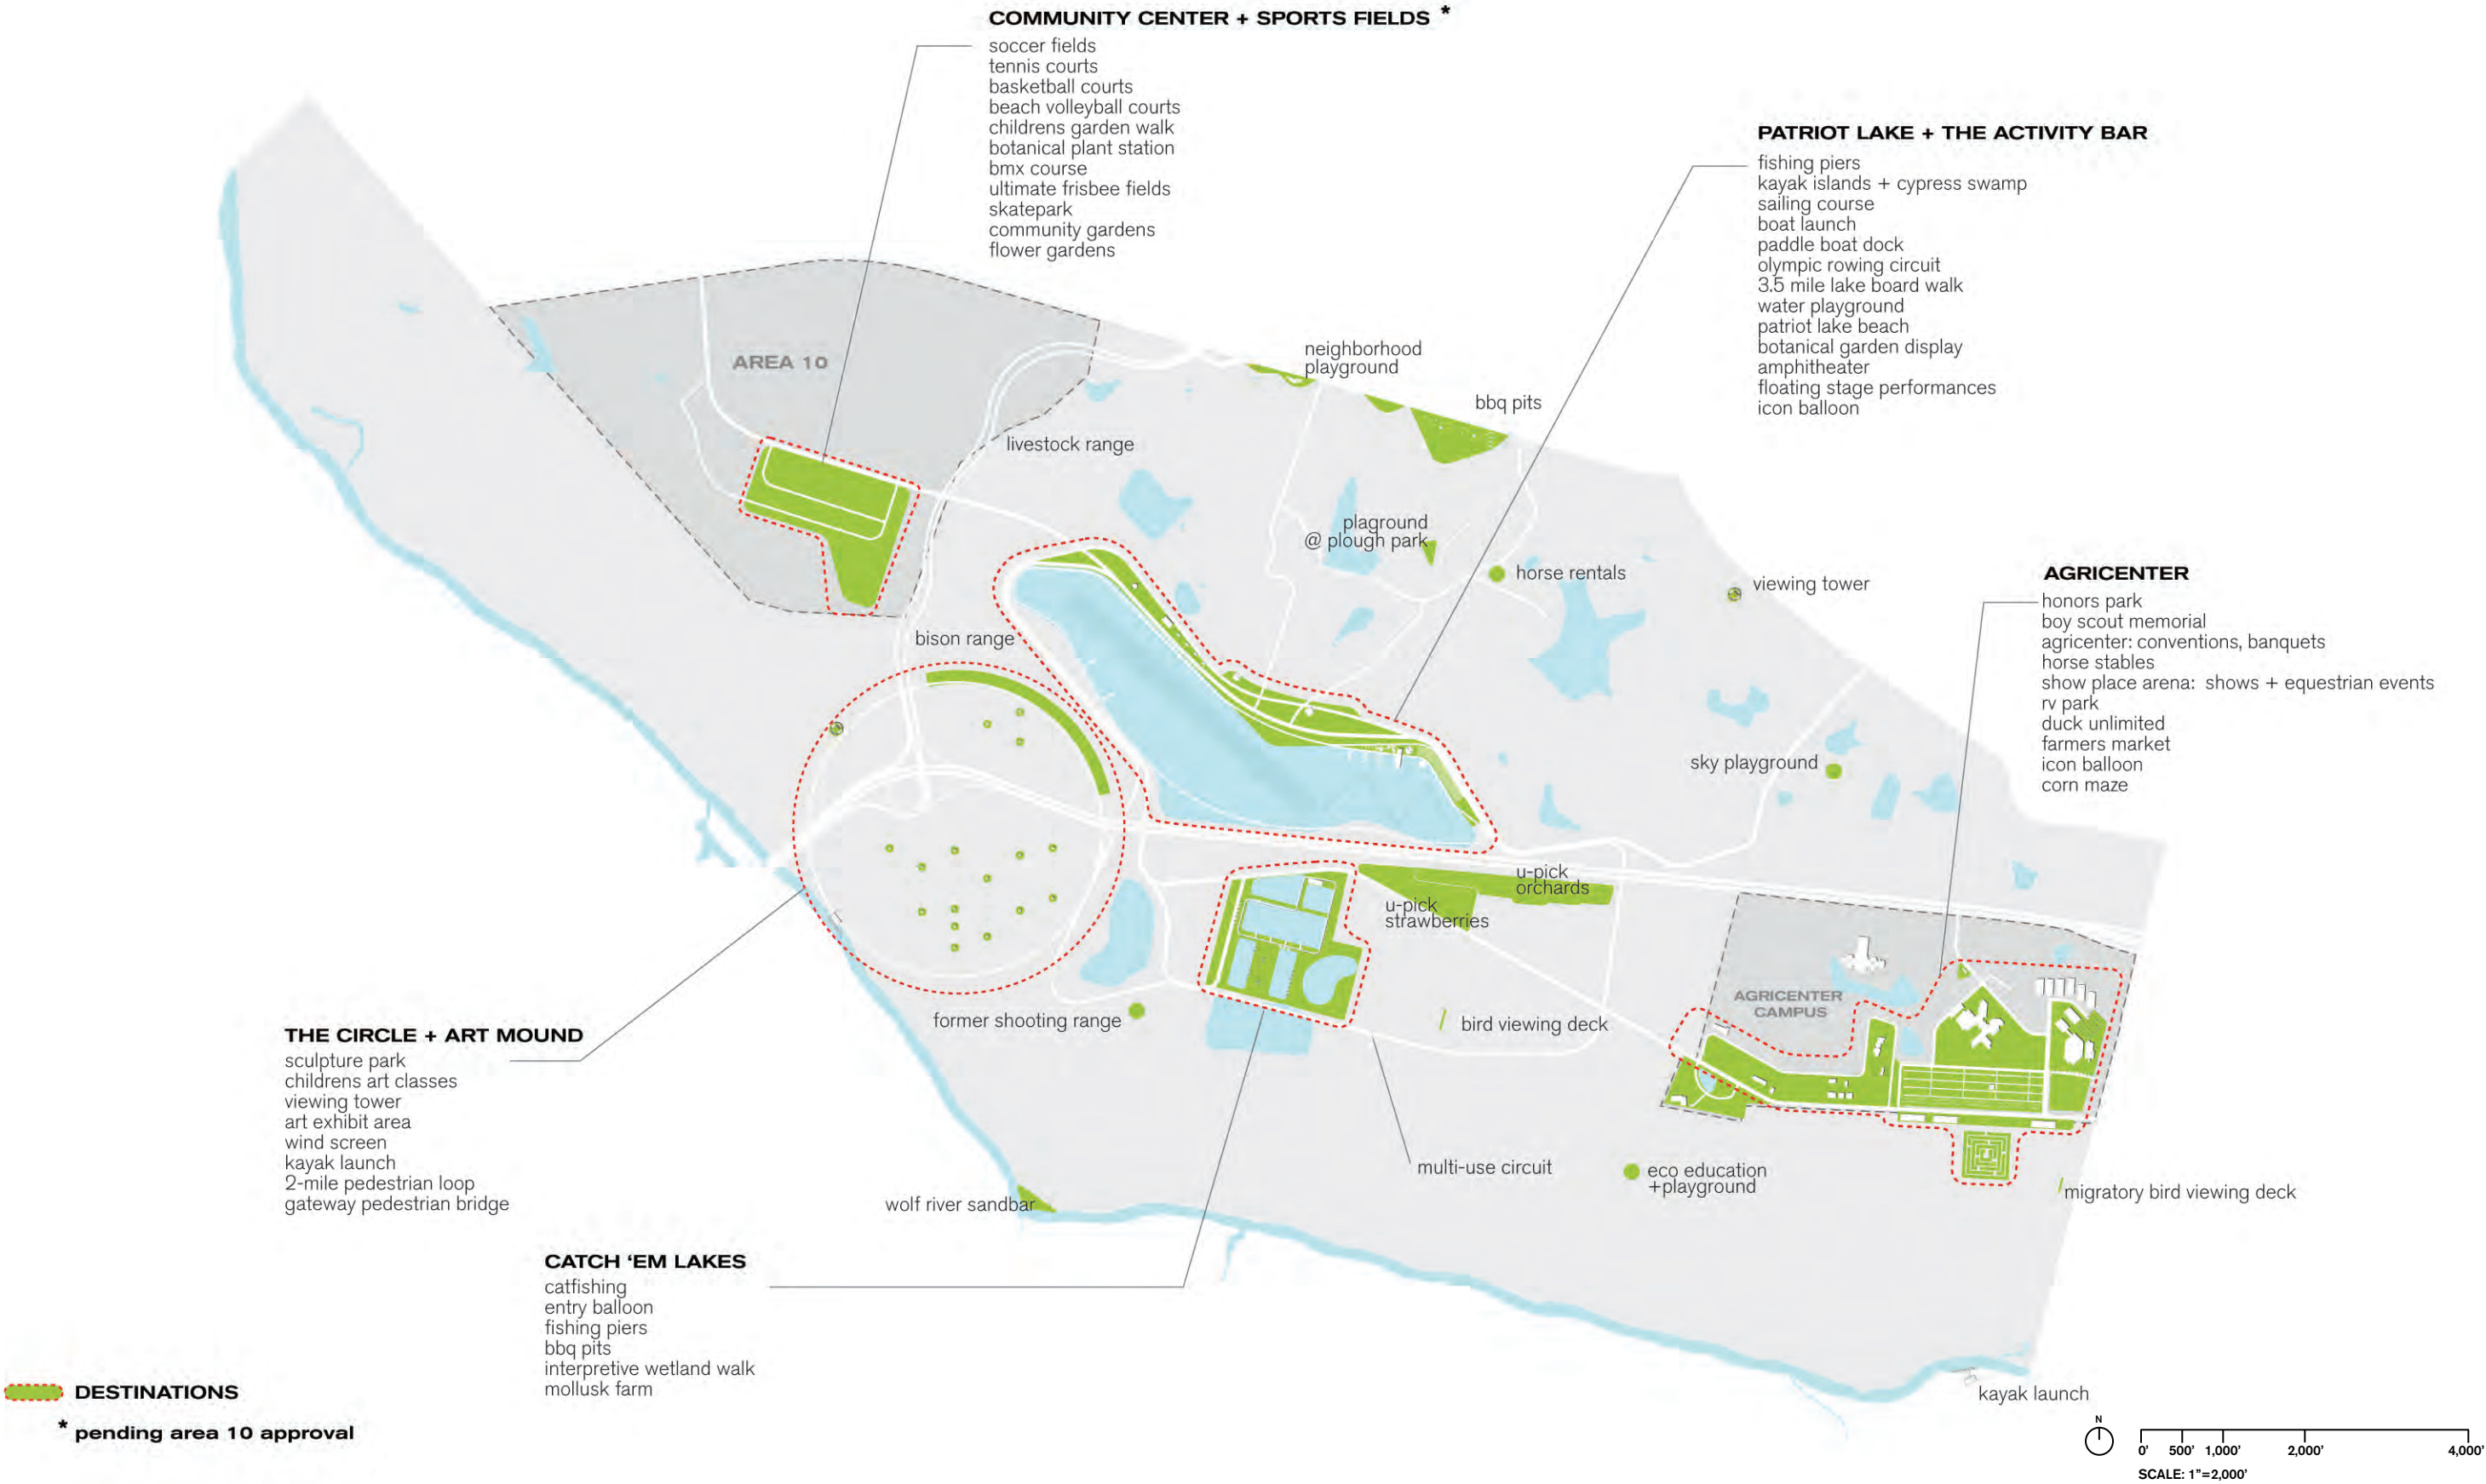 COMMUNITY CENTER + SPORTS FIELDS *
soccer fields
tennis courts
basketball courts
beach volleyball courts
childrens garden walk
botanical plant station
bmx course
ultimate frisbee fields
skatepark
community gardens
flower gardens
PATRIOT LAKE + THE ACTIVITY BAR
fishing piers
kayak islands + cypress swamp
sailing course
boat launch
paddle boat dock
olympic rowing circuit
3.5 mile lake board walk
water playground
patriot lake beach
botanical garden display
amphitheater
floating stage performances
icon balloon
AREA 10
neighborhood
playground
bbq pits
livestock range
plaground
@ plough park
horse rentals
viewing tower
AGRICENTER
honors park
boy scout memorial
agricenter: conventions, banquets
horse stables
show place arena: shows + equestrian events
rv park
duck unlimited
farmers market
icon balloon
corn maze
bison range
sky playground
u-pick
orchards
u-pick
strawberries
AGRICENTER
CAMPUS
former shooting range
bird viewing deck
THE CIRCLE + ART MOUND
sculpture park
childrens art classes
viewing tower
art exhibit area
wind screen
kayak launch
2-mile pedestrian loop
gateway pedestrian bridge
multi-use circuit
eco education
+playground
migratory bird viewing deck
wolf river sandbar
CATCH ‘EM LAKES
catfishing
entry balloon
fishing piers
bbq pits
interpretive wetland walk
mollusk farm
kayak launch
DESTINATIONS
* pending area 10 approval
N
0' 500' 1,000' 2,000' 4,000'
SCALE: 1"=2,000'